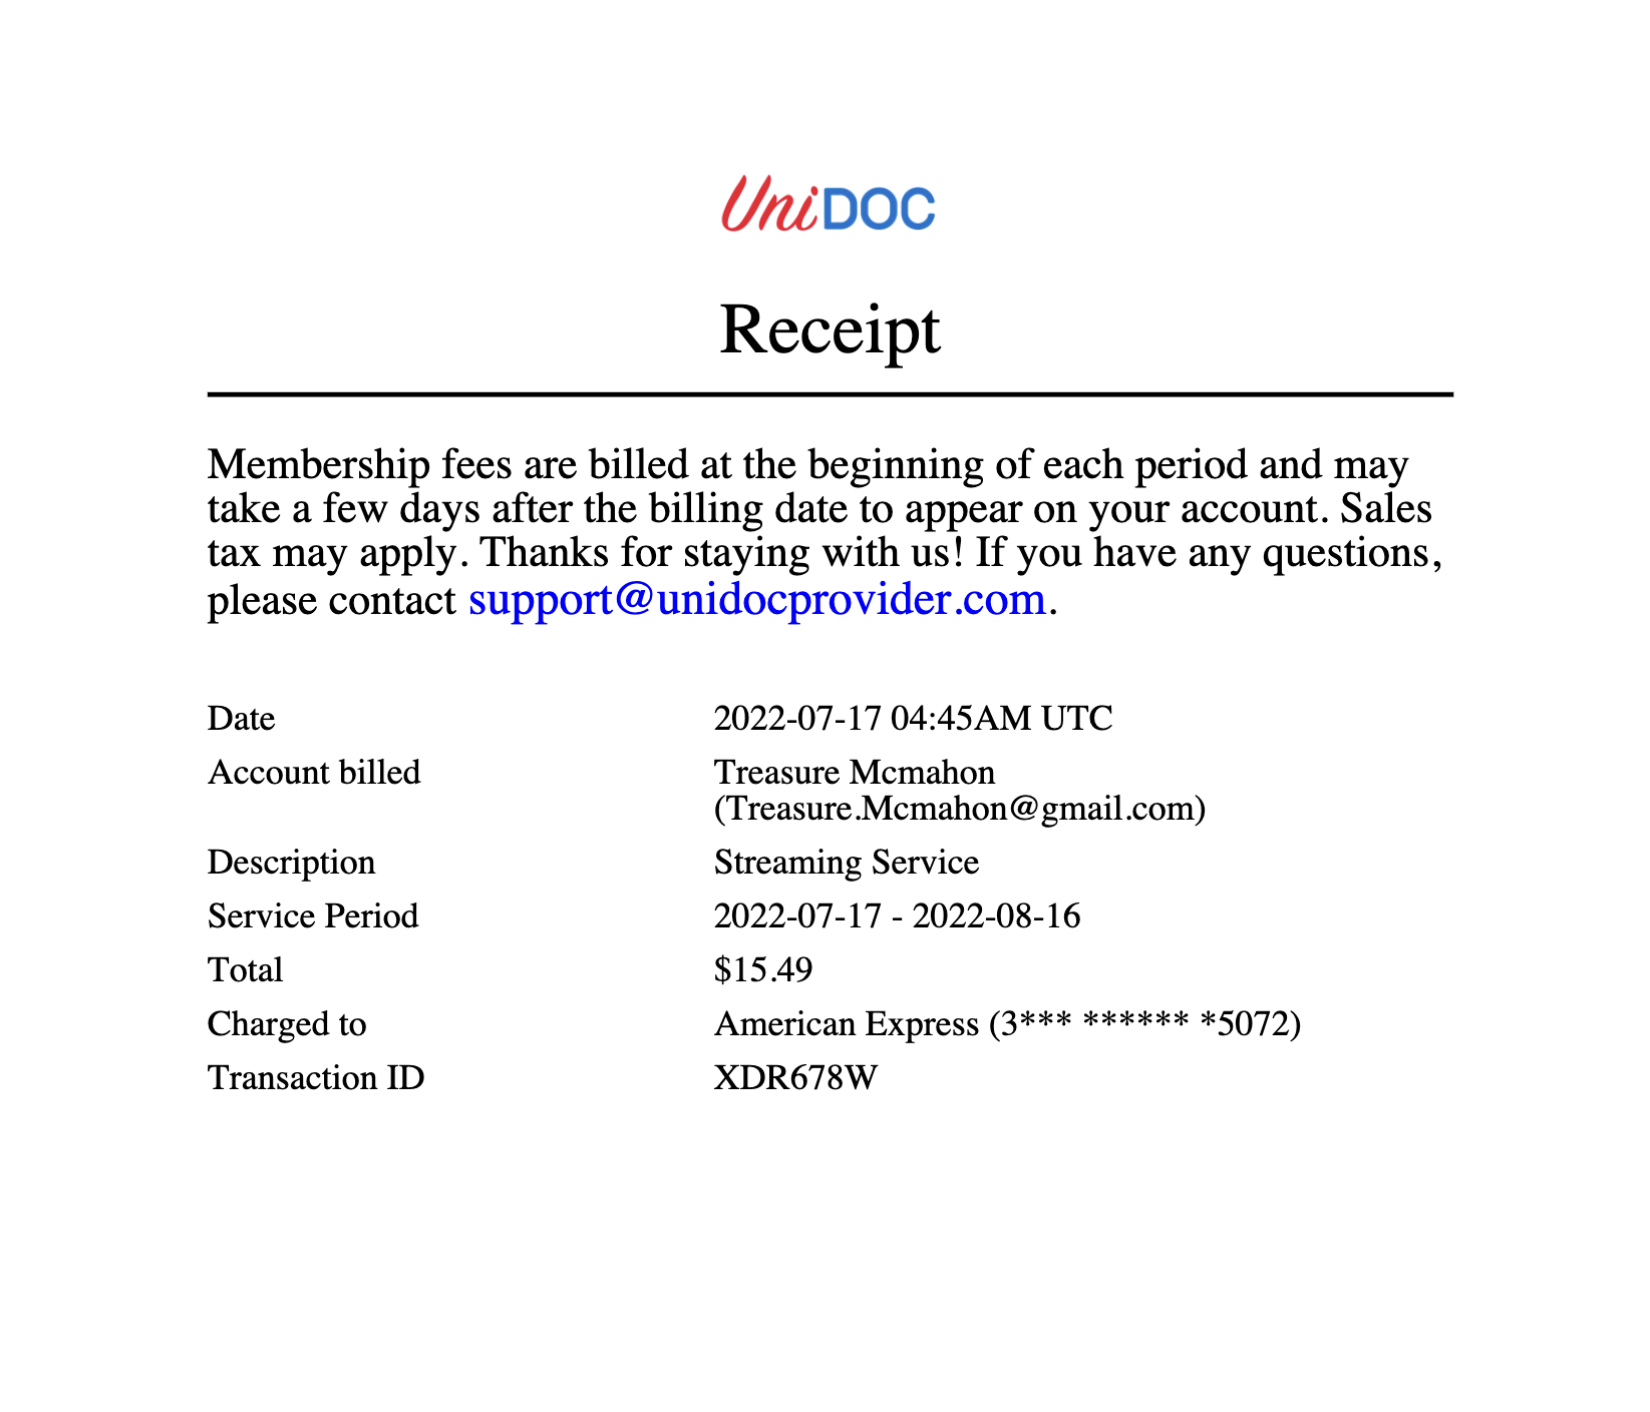 UniDOC
Receipt
Membership fees are billed at the beginning of each period and may
take a few days after the billing date to appear on your account. Sales
tax may apply. Thanks for staying with us! If you have any questions,
please contact support@unidocprovider.com.
Date 2022-07-17 04:45AM UTC
Account billed Treasure Mcmahon
(Treasure.Mcmahon@gmail.com)
Description Streaming Service
Service Period 2022-07-17 - 2022-08-16
Total $15.49
Charged to American Express (3*** ****** *5072)
Transaction ID XDR678W